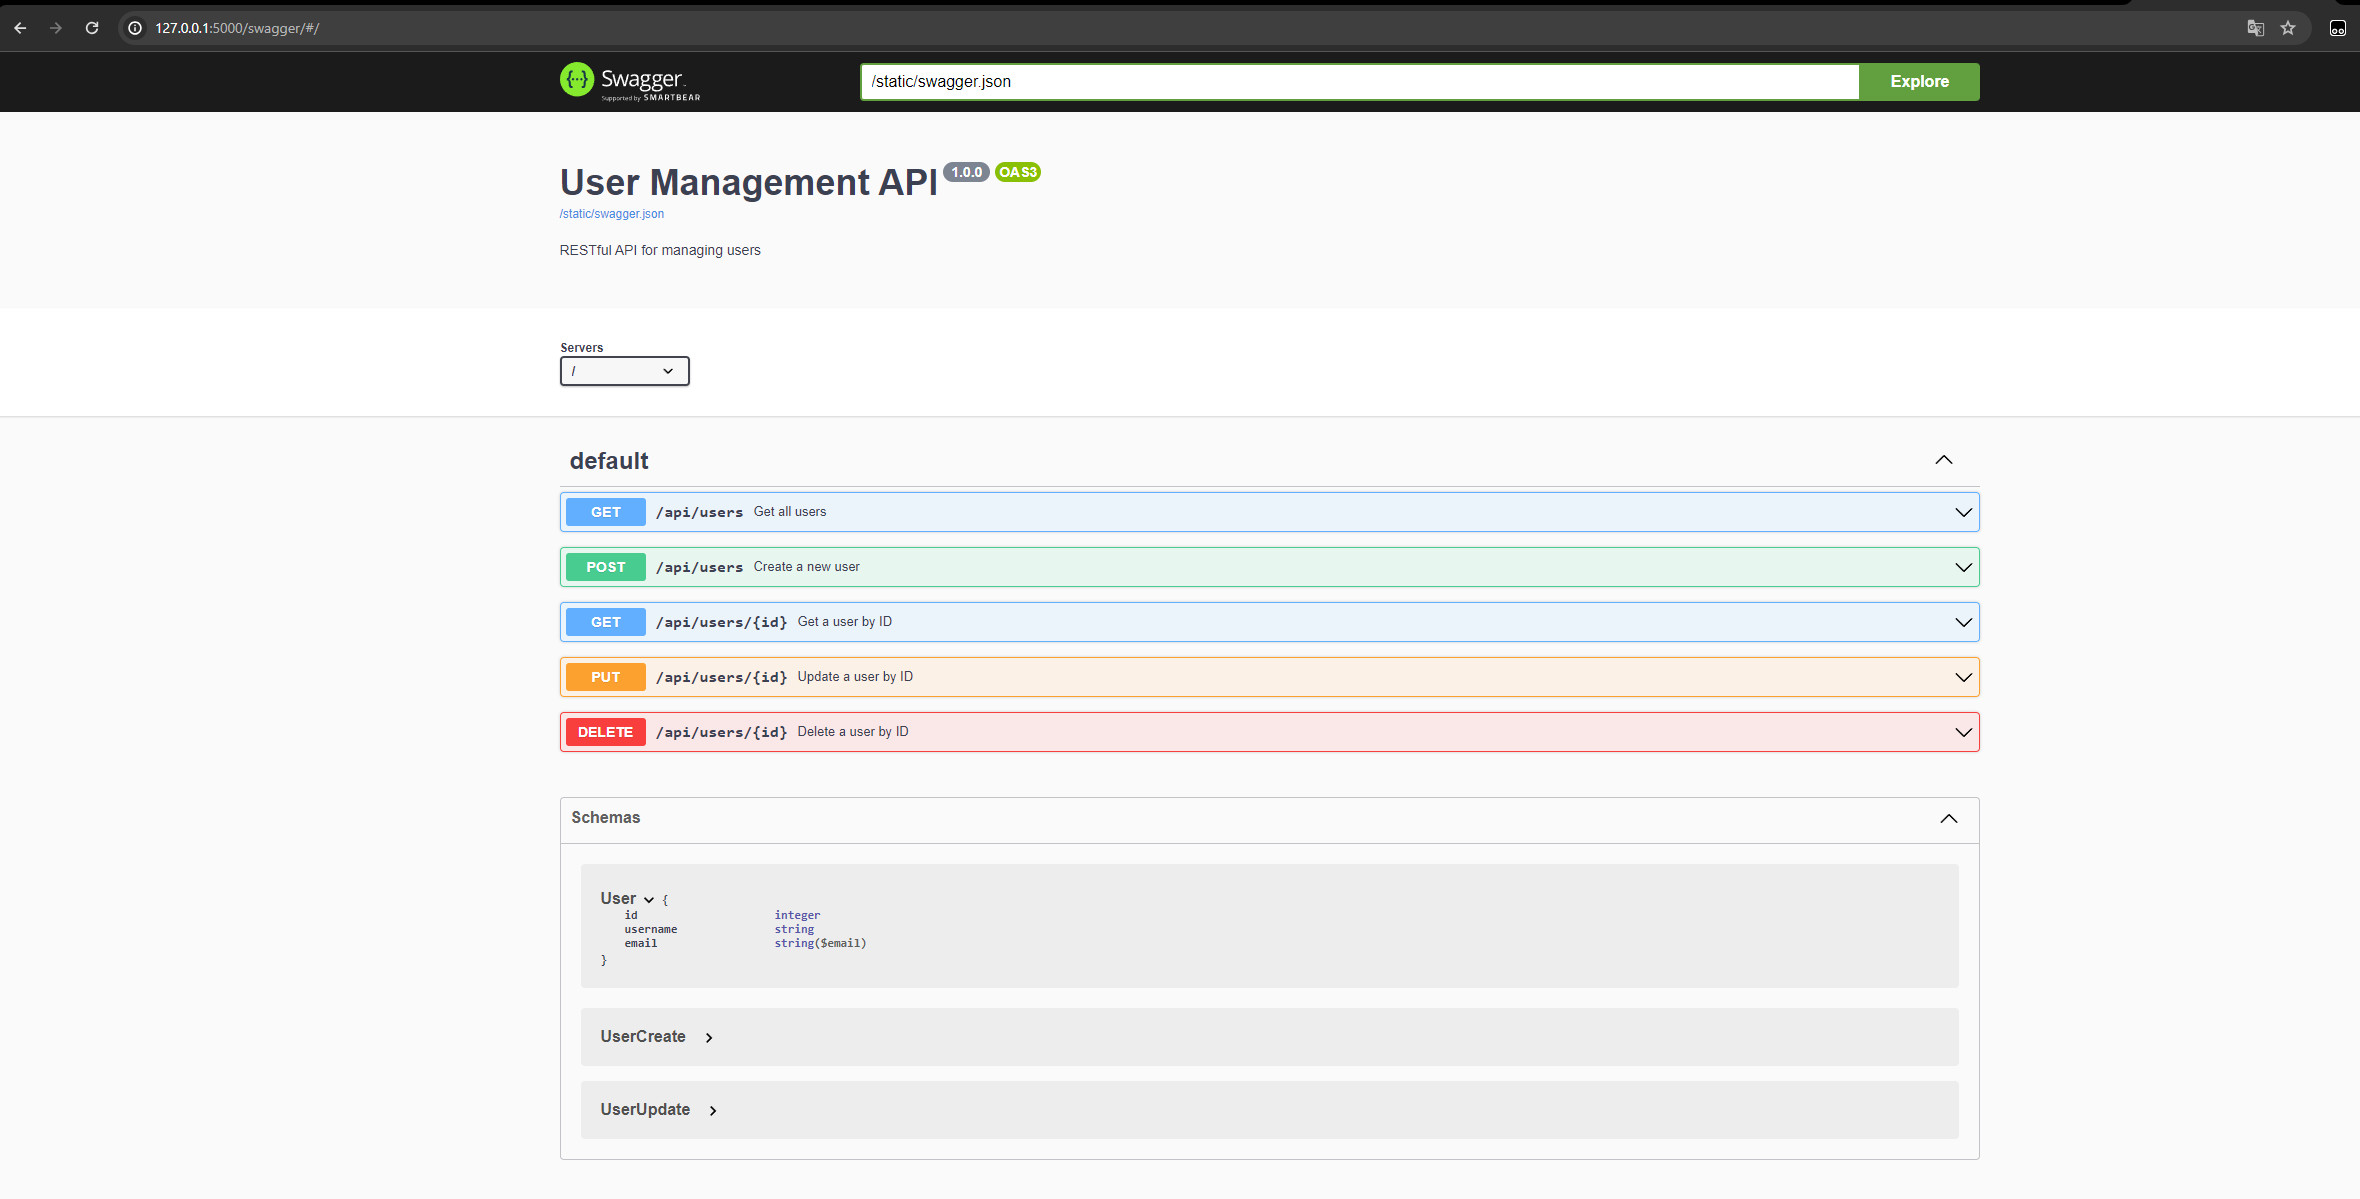 127.0.0.1:5000/swagger/#/
Swagger
Supported by SMARTBEAR
/static/swagger.json
Explore
User Management API 1.0.0 OAS3
/static/swagger.json
RESTful API for managing users
Servers
/
default
GET /api/users Get all users
POST /api/users Create a new user
GET /api/users/{id} Get a user by ID
PUT /api/users/{id} Update a user by ID
DELETE /api/users/{id} Delete a user by ID
Schemas
User {
id integer
username string
email string($email)
}
UserCreate
UserUpdate